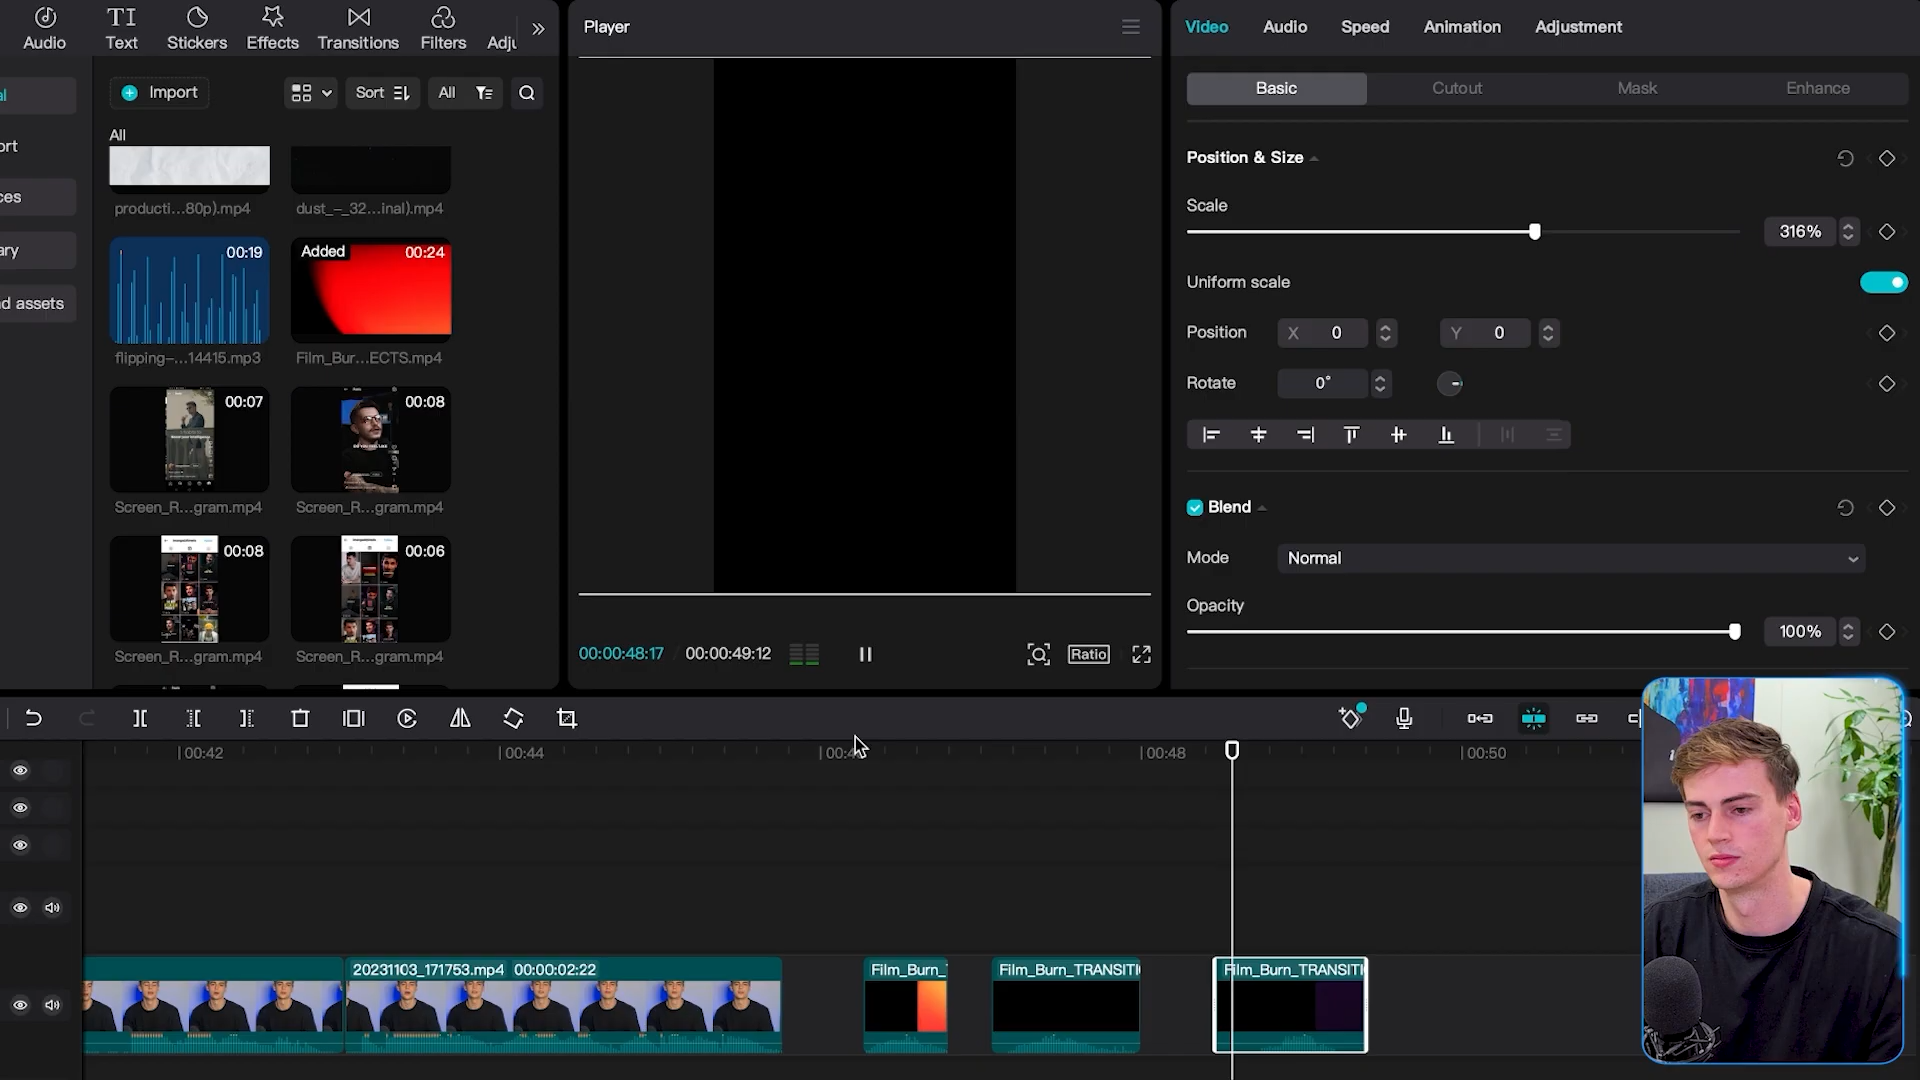 Audio
Text
Stickers
Effects
Transitions
Filters
Adju
Player
Video
Audio
Speed
Animation
Adjustment
al
ort
ces
ary
d assets
Import
Sort
All
All
producti...80p).mp4
dust_–_32...inal).mp4
00:19
Added
00:24
flipping-...14415.mp3
Film_Bur...ECTS.mp4
00:07
00:08
Screen_R...gram.mp4
Screen_R...gram.mp4
00:08
00:06
Screen_R...gram.mp4
Screen_R...gram.mp4
00:00:48:17
00:00:49:12
Ratio
Basic
Cutout
Mask
Enhance
Position & Size
Scale
316%
Uniform scale
Position
X 0
Y 0
Rotate
0°
Blend
Mode
Normal
Opacity
100%
00:42
00:44
00:4
00:48
00:50
20231103_171753.mp4 00:00:02:22
Film_Burn_T
Film_Burn_TRANSITI
Film_Burn_TRANSITI